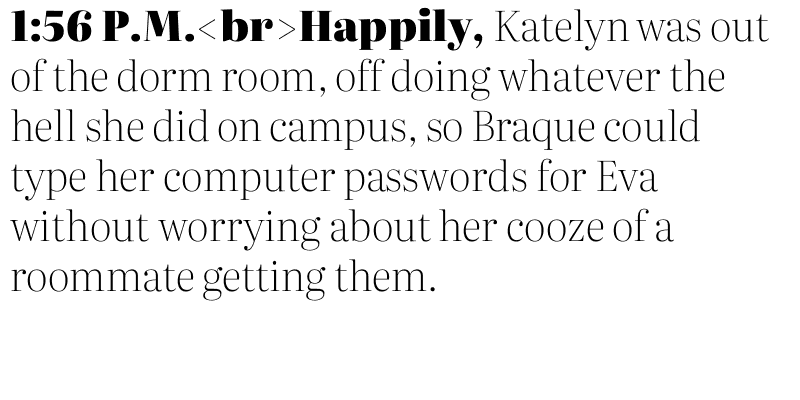 1:56 P.M.<br>Happily, Katelyn was out
of the dorm room, off doing whatever the
hell she did on campus, so Braque could
type her computer passwords for Eva
without worrying about her cooze of a
roommate getting them.